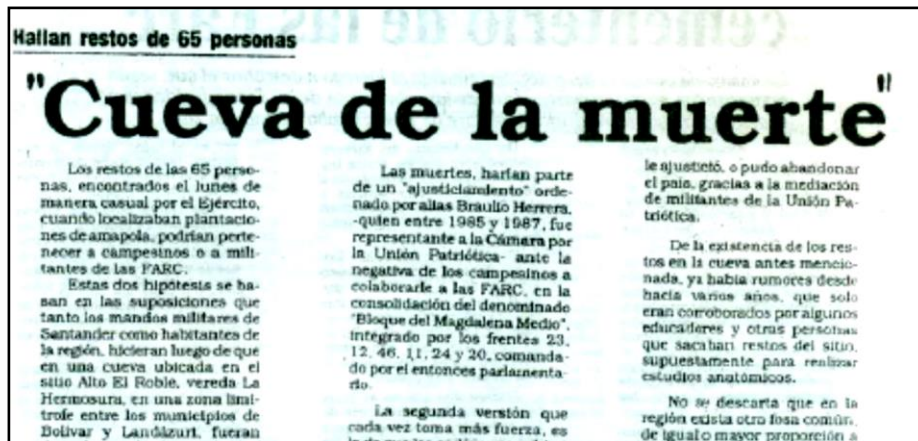 Hallan restos de 65 personas
"Cueva de la muerte"
Los restos de las 65 perso-
nas, encontrados el lunes de
manera casual por el Ejército,
cuando localizaban plantacio-
nes de amapola, podrían perte-
necer a campesinos o a mili-
tantes de las FARC.
Estas dos hipótesis se ba-
san en las suposiciones que
tanto los mandos militares de
Santander como habitantes de
la región, hicieran luego de que
en una cueva ubicada en el
sitio Alto El Roble, vereda La
Hermosura, en una zona limí-
trofe entre los municipios de
Bolívar y Landázuri, fueran
Las muertes, harían parte
de un "ajusticiamiento" orde-
nado por alias Braulio Herrera,
-quien entre 1985 y 1987, fue
representante a la Cámara por
la Unión Patriótica- ante la
negativa de los campesinos a
colaborarle a las FARC, en la
consolidación del denominado
"Bloque del Magdalena Medio",
integrado por los frentes 23,
12, 46, 11, 24 y 20, comanda-
do por el entonces parlamenta-
rio.
La segunda versión que
cada vez toma más fuerza, es
le ajustició, o pudo abandonar
el país, gracias a la mediación
de militantes de la Unión Pa-
triótica.
De la existencia de los res-
tos en la cueva antes mencio-
nada, ya había rumores desde
hacía varios años, que solo
eran corroborados por algunos
educadores y otras personas
que sacaban restos del sitio,
supuestamente para realizar
estudios anatómicos.
No se descarta que en la
región exista otra fosa común,
de igual o mayor proporción a